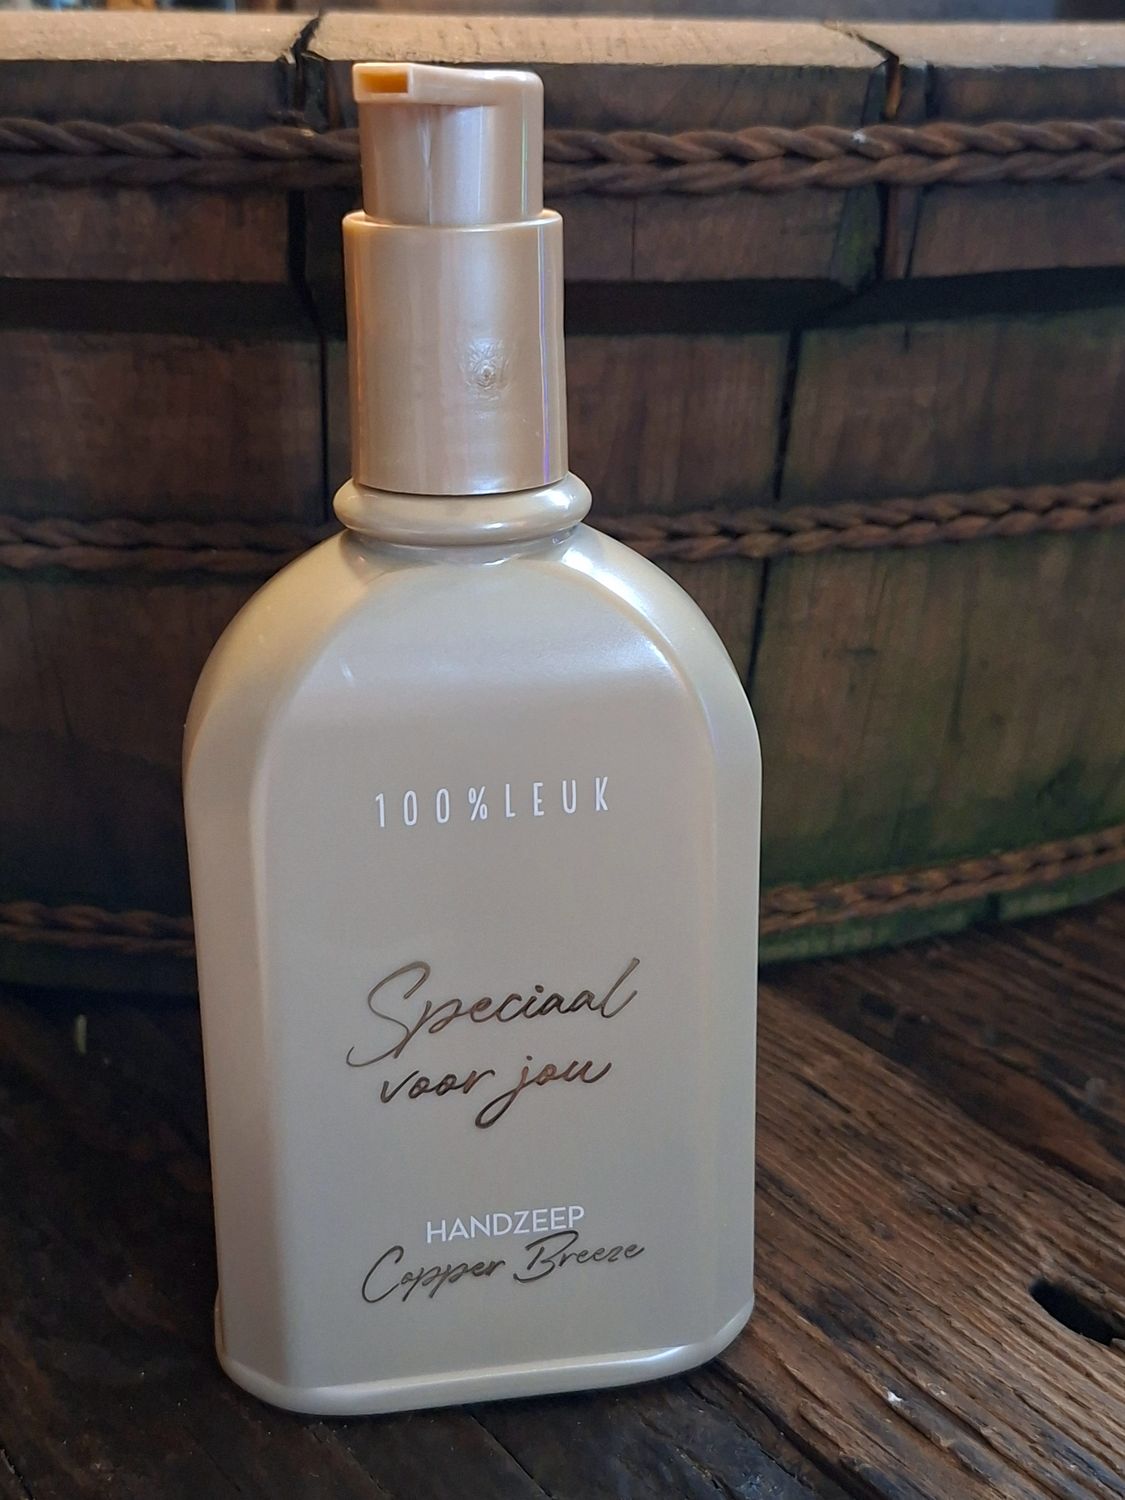 100%LEUK
Speciaal
voor jou
HANDZEEP
Copper Breeze